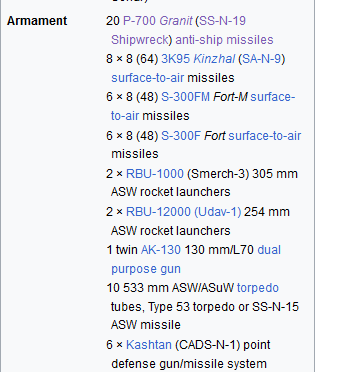 Armament 20 P-700 Granit (SS-N-19
Shipwreck) anti-ship missiles
8 × 8 (64) 3K95 Kinzhal (SA-N-9)
surface-to-air missiles
6 × 8 (48) S-300FM Fort-M surface-
to-air missiles
6 × 8 (48) S-300F Fort surface-to-air
missiles
2 × RBU-1000 (Smerch-3) 305 mm
ASW rocket launchers
2 × RBU-12000 (Udav-1) 254 mm
ASW rocket launchers
1 twin AK-130 130 mm/L70 dual
purpose gun
10 533 mm ASW/ASuW torpedo
tubes, Type 53 torpedo or SS-N-15
ASW missile
6 × Kashtan (CADS-N-1) point
defense gun/missile system